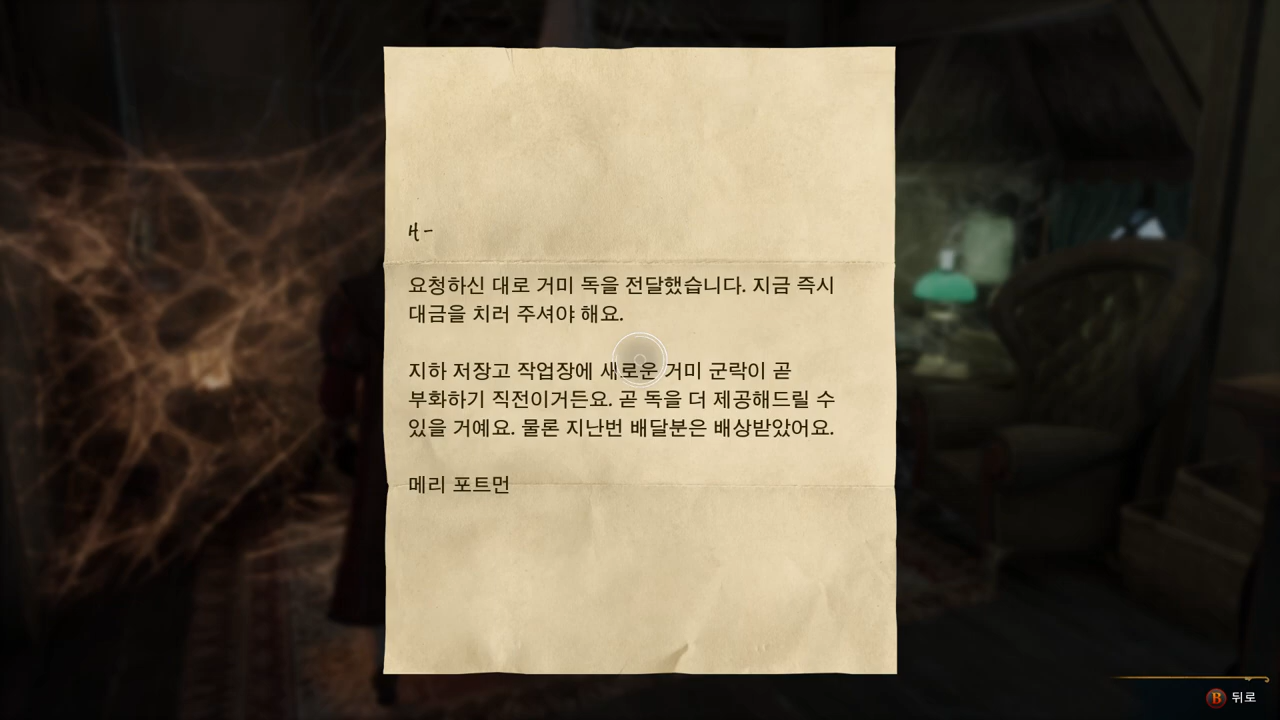 H-
요청하신 대로 거미 독을 전달했습니다. 지금 즉시
대금을 치러 주셔야 해요.
지하 저장고 작업장에 새로운 거미 군락이 곧
부화하기 직전이거든요. 곧 독을 더 제공해드릴 수
있을 거예요. 물론 지난번 배달분은 배상받았어요.
메리 포트먼
B 뒤로